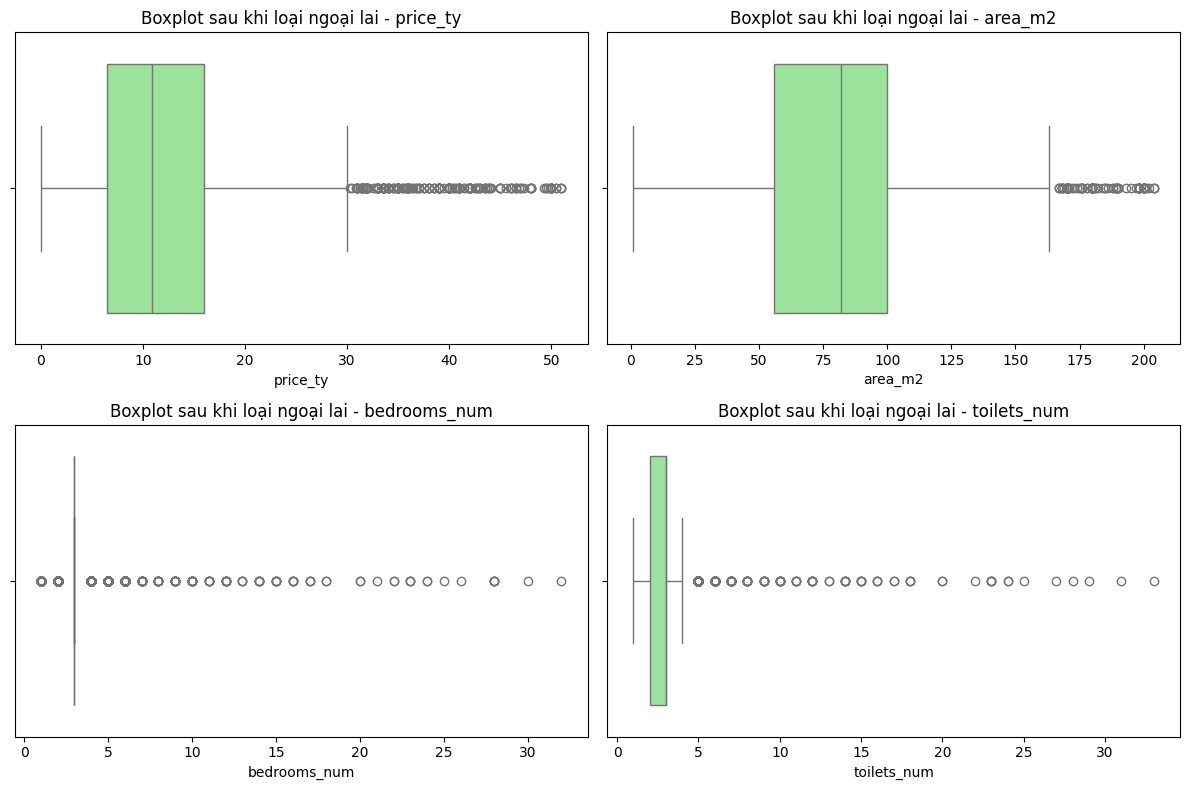 Boxplot sau khi loại ngoại lai - price_ty
0 10 20 30 40 50
price_ty
Boxplot sau khi loại ngoại lai - area_m2
0 25 50 75 100 125 150 175 200
area_m2
Boxplot sau khi loại ngoại lai - bedrooms_num
0 5 10 15 20 25 30
bedrooms_num
Boxplot sau khi loại ngoại lai - toilets_num
0 5 10 15 20 25 30
toilets_num